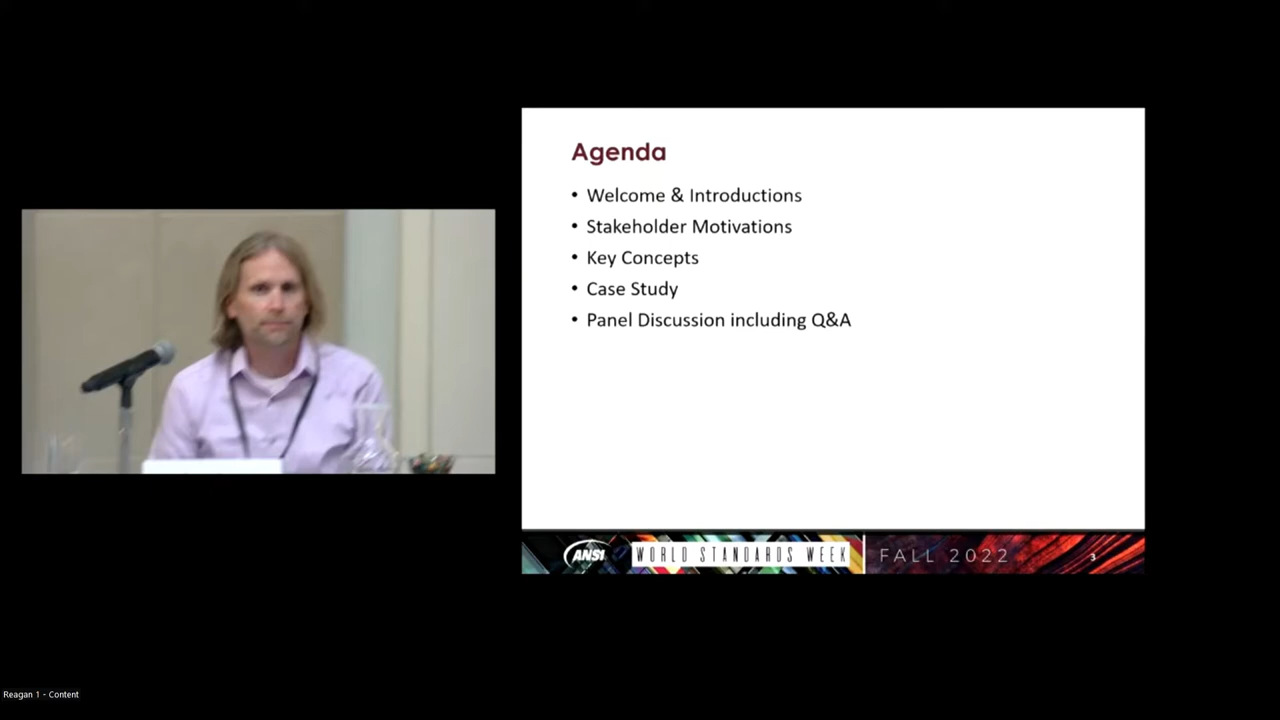 Agenda
• Welcome & Introductions
• Stakeholder Motivations
• Key Concepts
• Case Study
• Panel Discussion including Q&A
ANSI WORLD STANDARDS WEEK FALL 2022 3
Reagan 1 - Content